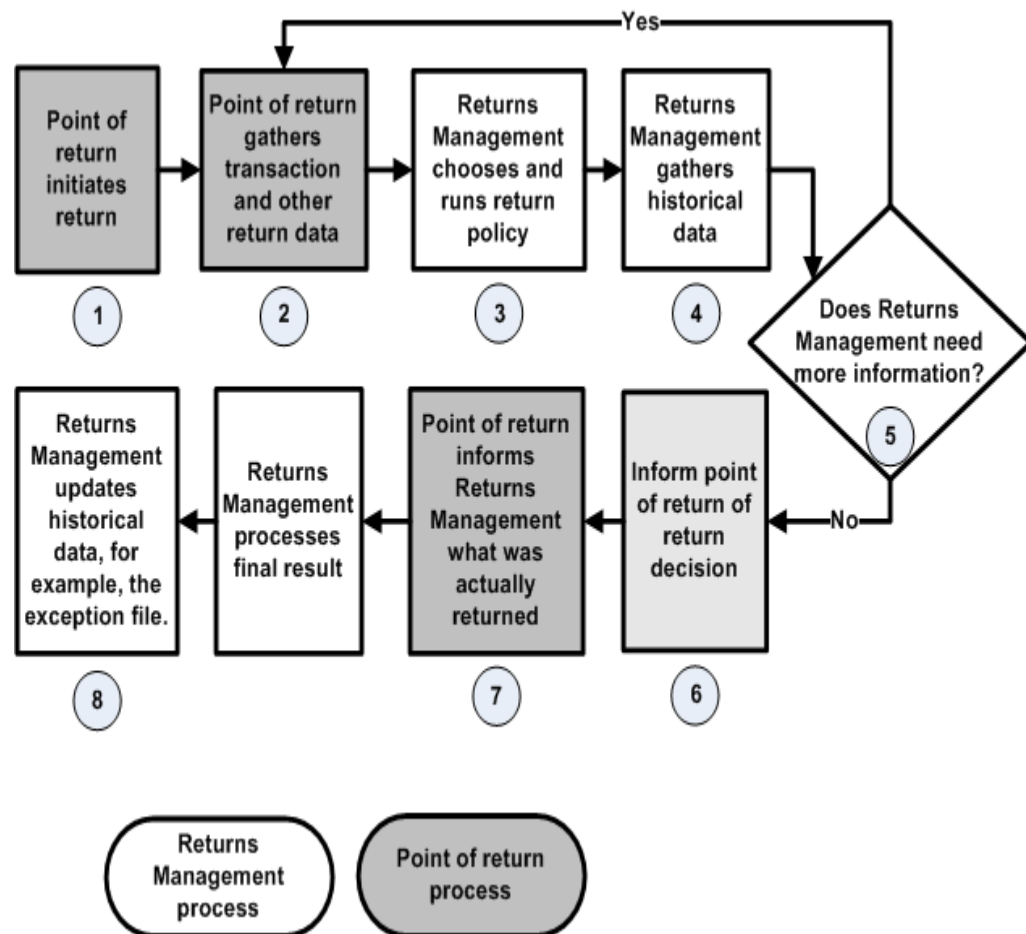 Yes
Point of
return
initiates
return
Point of return
gathers
transaction
and other
return data
Returns
Management
chooses and
runs return
policy
Returns
Management
gathers
historical
data
1
2
3
4
Does Returns
Management need
more information?
5
No
Inform point
of return of
return
decision
6
Point of return
informs
Returns
Management
what was
actually
returned
7
Returns
Management
processes
final result
Returns
Management
updates
historical
data, for
example, the
exception file.
8
Returns
Management
process
Point of return
process